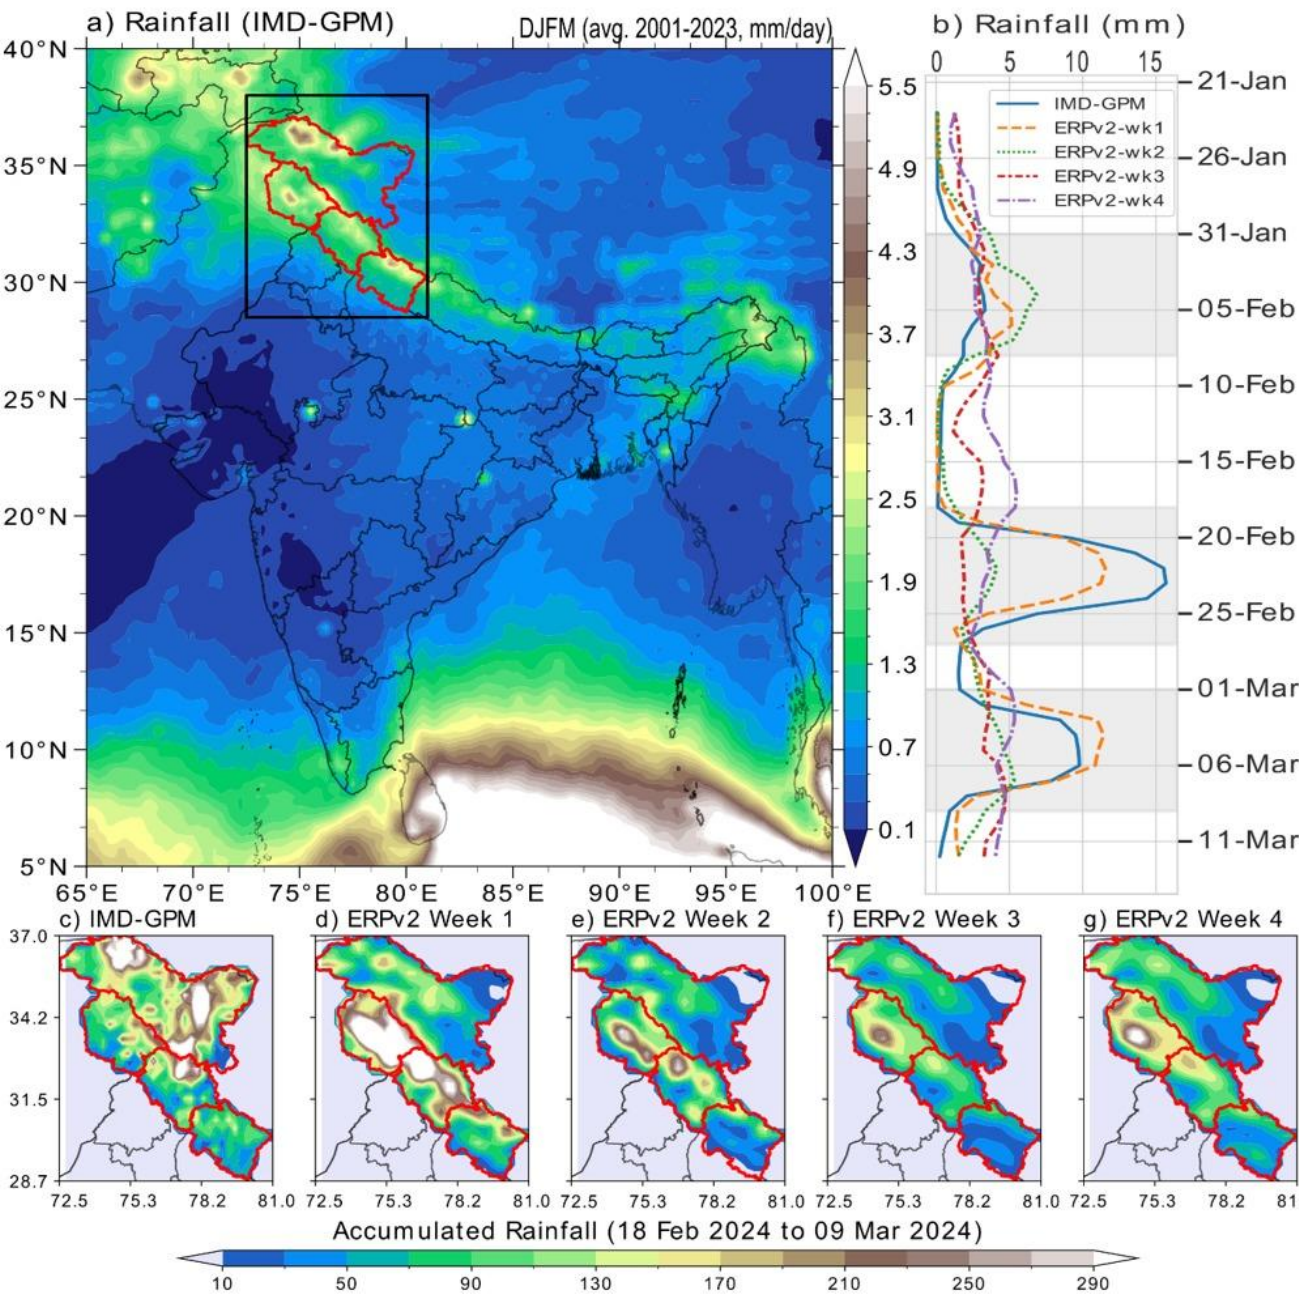 a) Rainfall (IMD-GPM)
DJFM (avg. 2001-2023, mm/day)
40°N
35°N
30°N
25°N
20°N
15°N
10°N
5°N
65°E 70°E 75°E 80°E 85°E 90°E 95°E 100°E
5.5
4.9
4.3
3.7
3.1
2.5
1.9
1.3
0.7
0.1
b) Rainfall (mm)
0 5 10 15
IMD-GPM
ERPv2-wk1
ERPv2-wk2
ERPv2-wk3
ERPv2-wk4
21-Jan
26-Jan
31-Jan
05-Feb
10-Feb
15-Feb
20-Feb
25-Feb
01-Mar
06-Mar
11-Mar
c) IMD-GPM
d) ERPv2 Week 1
e) ERPv2 Week 2
f) ERPv2 Week 3
g) ERPv2 Week 4
37.0
34.2
31.5
28.7
72.5 75.3 78.2 81.0
72.5 75.3 78.2 81.0
72.5 75.3 78.2 81.0
72.5 75.3 78.2 81.0
72.5 75.3 78.2 81
Accumulated Rainfall (18 Feb 2024 to 09 Mar 2024)
10 50 90 130 170 210 250 290